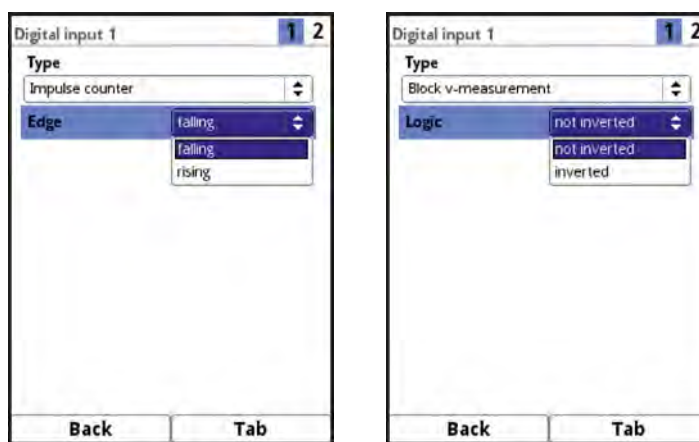 Digital input 1 1 2
Type
Impulse counter
Edge falling
falling
rising
Back Tab
Digital input 1 1 2
Type
Block v-measurement
Logic not inverted
not inverted
inverted
Back Tab